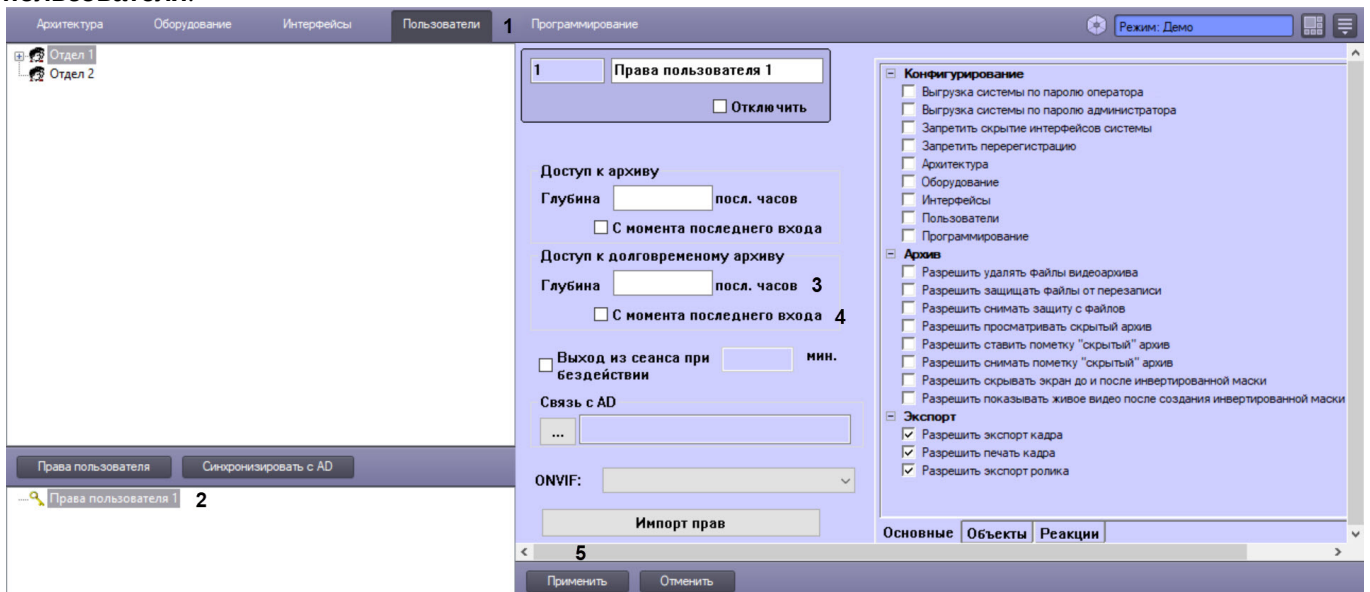 Архитектура Оборудование Интерфейсы Пользователи 1 Программирование Режим: Демо
Отдел 1
Отдел 2
1 Права пользователя 1
Отключить
Доступ к архиву
Глубина посл. часов
С момента последнего входа
Доступ к долговременому архиву
Глубина посл. часов 3
С момента последнего входа 4
Выход из сеанса при мин.
бездействии
Связь с AD
...
ONVIF:
Импорт прав
5
Применить Отменить
Конфигурирование
Выгрузка системы по паролю оператора
Выгрузка системы по паролю администратора
Запретить скрытие интерфейсов системы
Запретить перерегистрацию
Архитектура
Оборудование
Интерфейсы
Пользователи
Программирование
Архив
Разрешить удалять файлы видеоархива
Разрешить защищать файлы от перезаписи
Разрешить снимать защиту с файлов
Разрешить просматривать скрытый архив
Разрешить ставить пометку "скрытый" архив
Разрешить снимать пометку "скрытый" архив
Разрешить скрывать экран до и после инвертированной маски
Разрешить показывать живое видео после создания инвертированной маски
Экспорт
Разрешить экспорт кадра
Разрешить печать кадра
Разрешить экспорт ролика
Основные Объекты Реакции
Права пользователя Синхронизировать с AD
Права пользователя 1 2